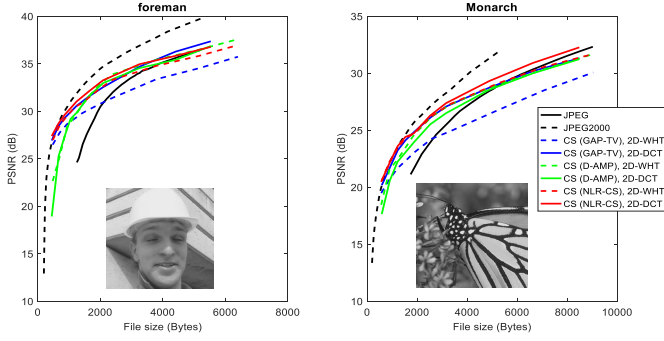 foreman
40
35
30
25
20
15
10
PSNR (dB)
0
2000
4000
6000
8000
File size (Bytes)
Monarch
35
30
25
20
15
10
PSNR (dB)
0
2000
4000
6000
8000
10000
File size (Bytes)
JPEG
JPEG2000
CS (GAP-TV), 2D-WHT
CS (GAP-TV), 2D-DCT
CS (D-AMP), 2D-WHT
CS (D-AMP), 2D-DCT
CS (NLR-CS), 2D-WHT
CS (NLR-CS), 2D-DCT